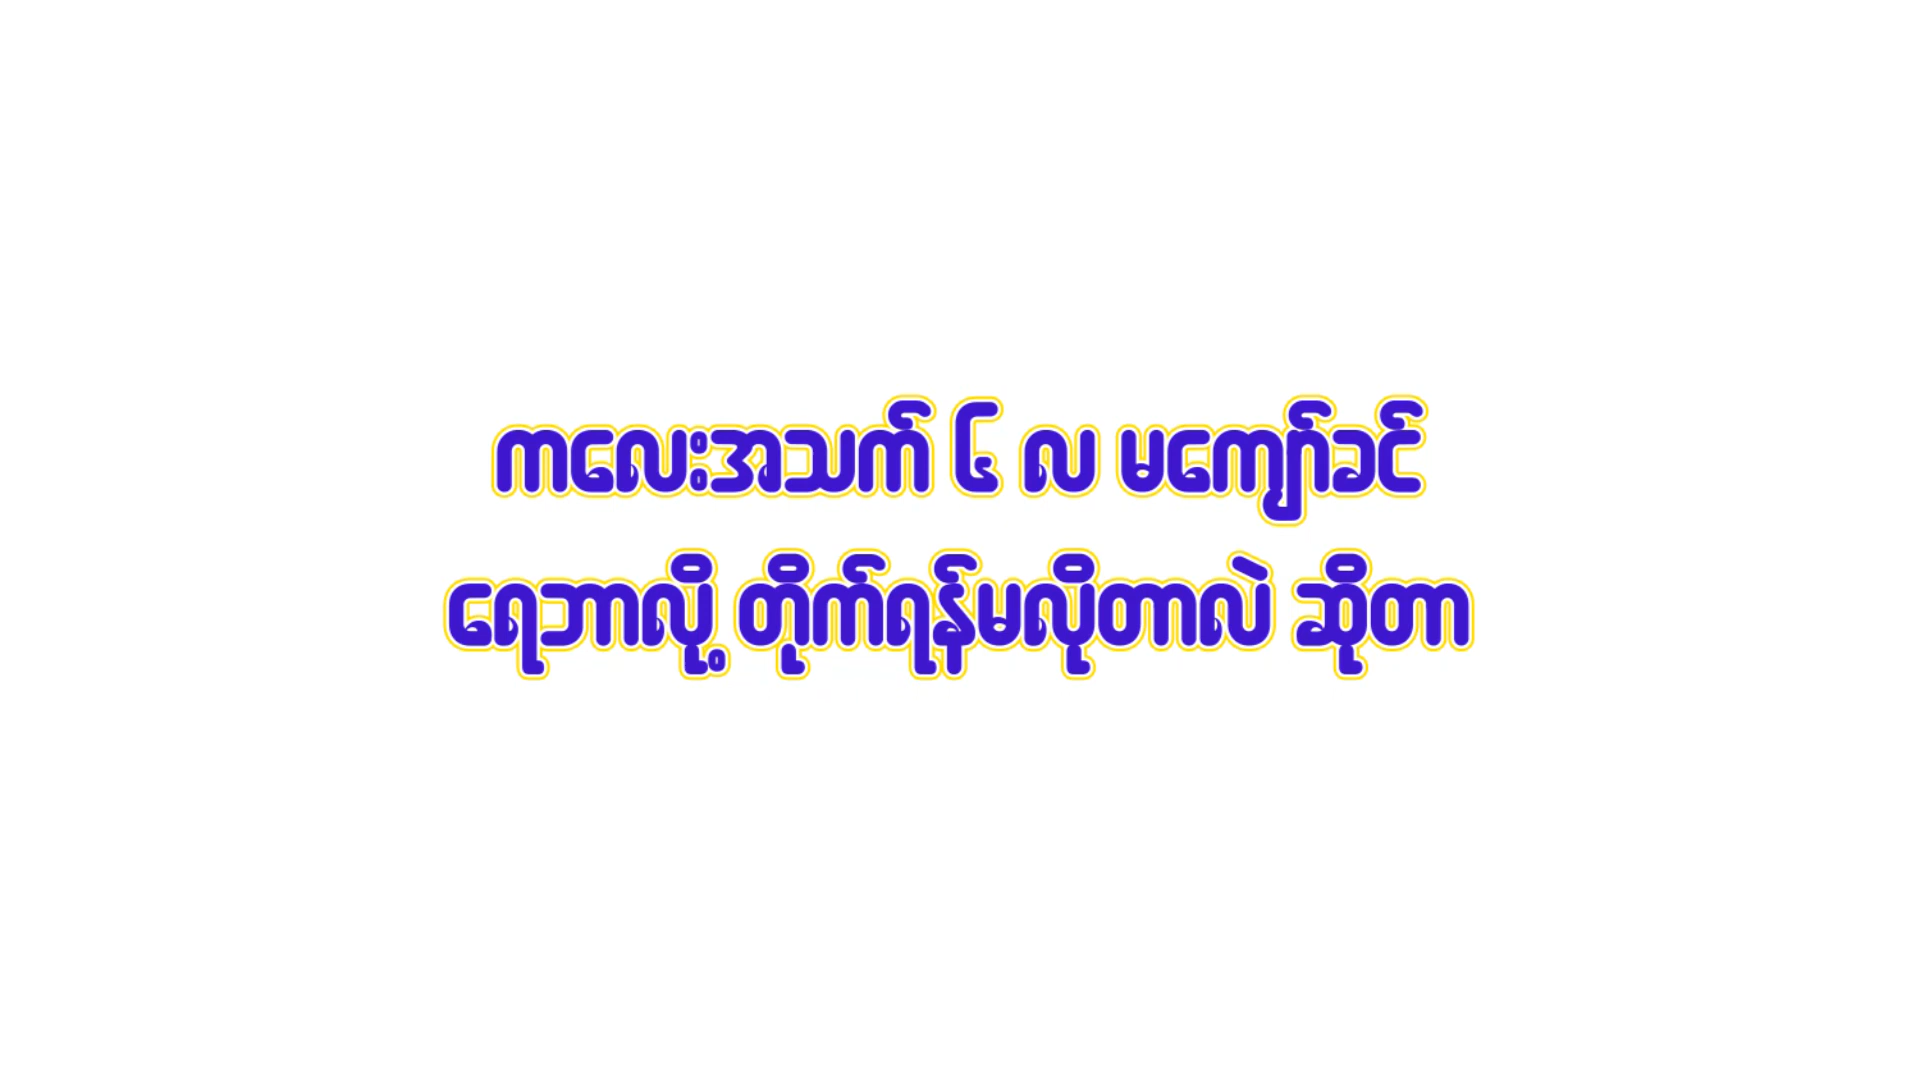 ကလေးအသက် ၆ လ မကျော်ခင်
ရေဘာလို့ တိုက်ရန်မလိုတာလဲ ဆိုတာ